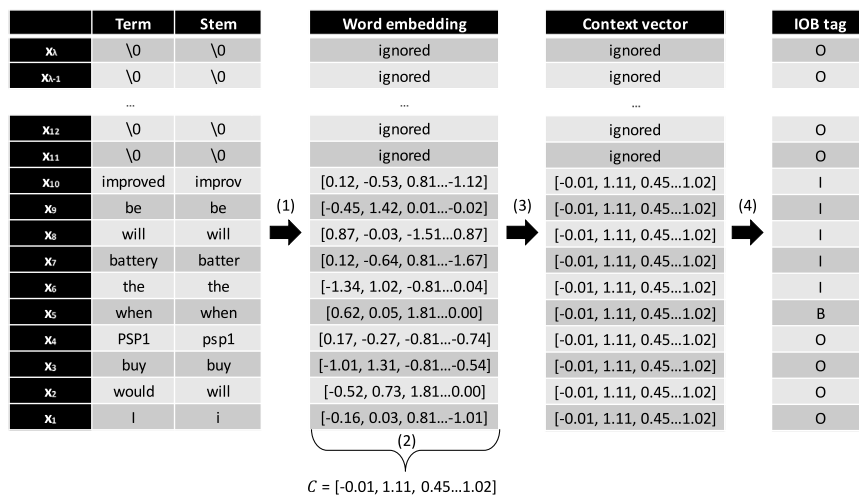 Term Stem Word embedding Context vector IOB tag
xλ \0 \0 ignored ignored O
xλ-1 \0 \0 ignored ignored O
... ... ...
x12 \0 \0 ignored ignored O
x11 \0 \0 ignored ignored O
x10 improved improv [0.12, -0.53, 0.81...-1.12] [-0.01, 1.11, 0.45...1.02] I
x9 be be (1) [-0.45, 1.42, 0.01...-0.02] (3) [-0.01, 1.11, 0.45...1.02] (4) I
x8 will will [0.87, -0.03, -1.51...0.87] [-0.01, 1.11, 0.45...1.02] I
x7 battery batter [0.12, -0.64, 0.81...-1.67] [-0.01, 1.11, 0.45...1.02] I
x6 the the [-1.34, 1.02, -0.81...0.04] [-0.01, 1.11, 0.45...1.02] I
x5 when when [0.62, 0.05, 1.81...0.00] [-0.01, 1.11, 0.45...1.02] B
x4 PSP1 psp1 [0.17, -0.27, -0.81...-0.74] [-0.01, 1.11, 0.45...1.02] O
x3 buy buy [-1.01, 1.31, -0.81...-0.54] [-0.01, 1.11, 0.45...1.02] O
x2 would will [-0.52, 0.73, 1.81...0.00] [-0.01, 1.11, 0.45...1.02] O
x1 I i [-0.16, 0.03, 0.81...-1.01] [-0.01, 1.11, 0.45...1.02] O
(2)
C = [-0.01, 1.11, 0.45...1.02]